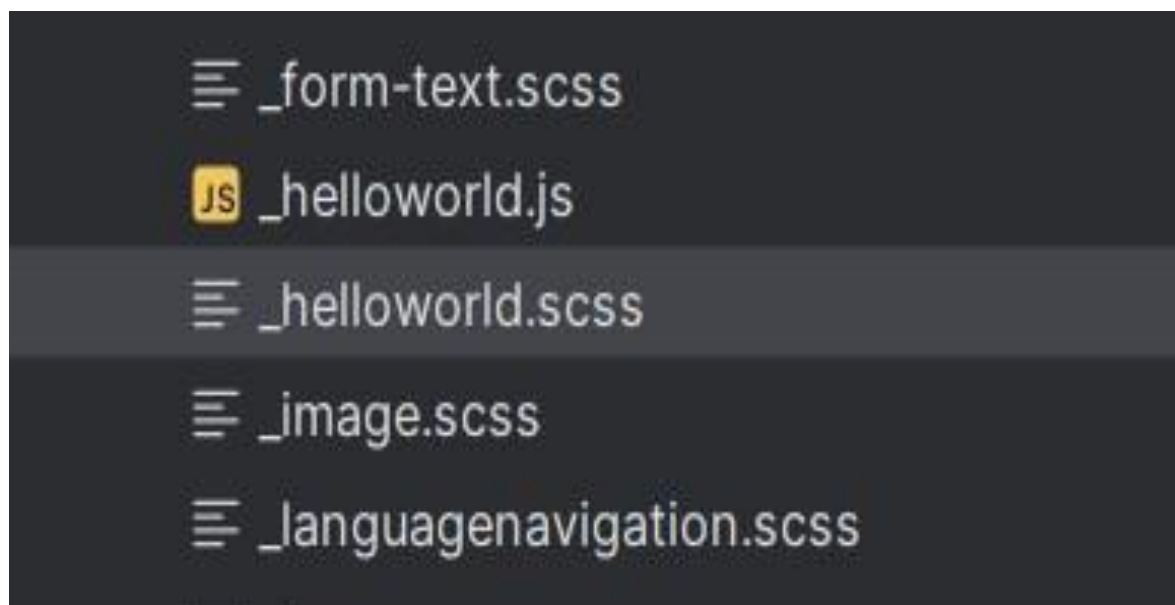 _form-text.scss
JS _helloworld.js
_helloworld.scss
_image.scss
_languagenavigation.scss